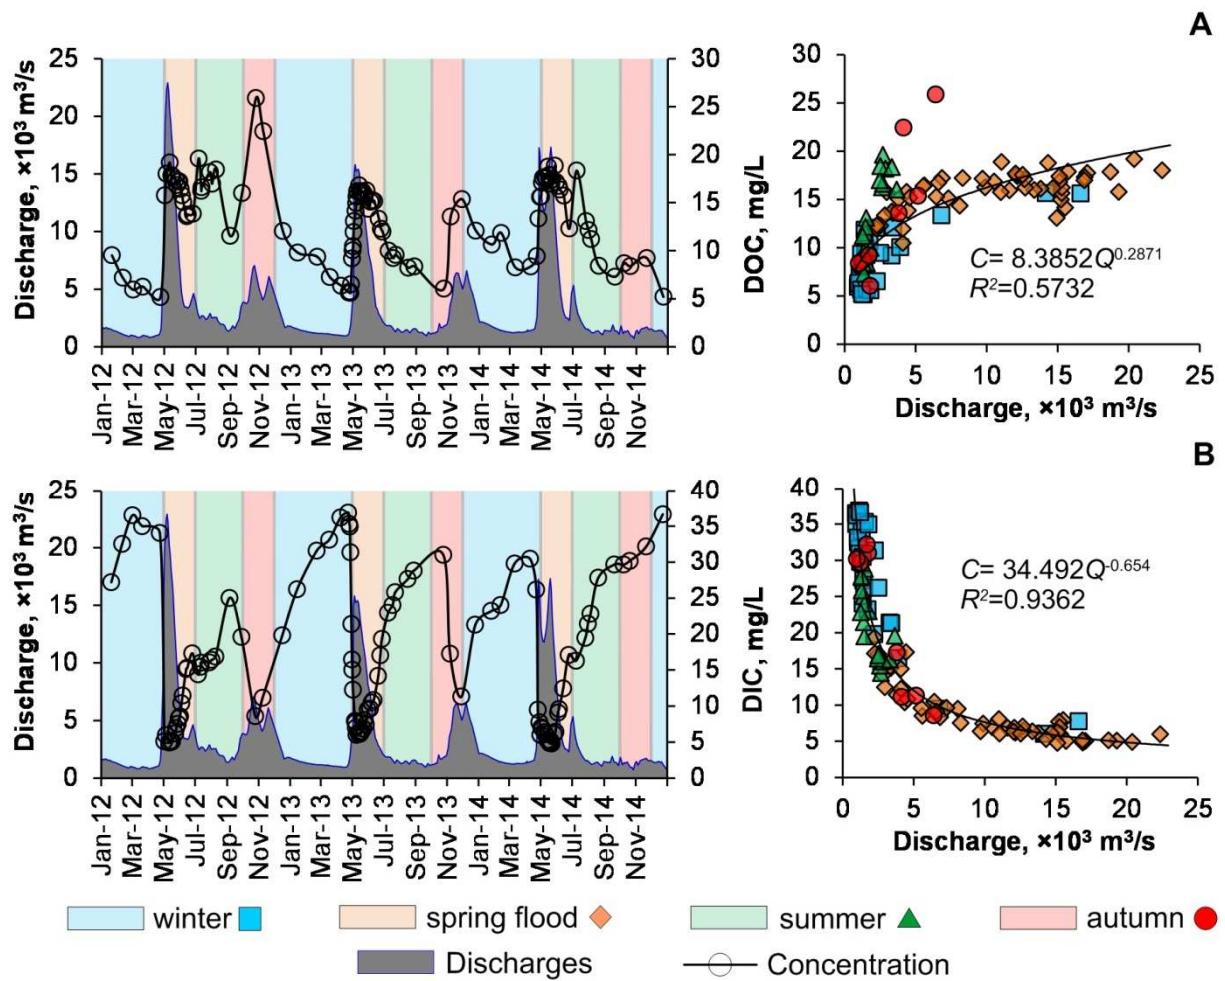 A
25
20
15
10
5
0
Discharge, ×10³ m³/s
30
25
20
15
10
5
0
Jan-12
Mar-12
May-12
Jul-12
Sep-12
Nov-12
Jan-13
Mar-13
May-13
Jul-13
Sep-13
Nov-13
Jan-14
Mar-14
May-14
Jul-14
Sep-14
Nov-14
DOC, mg/L
30
25
20
15
10
5
0
C= 8.3852Q^0.2871
R²=0.5732
0 5 10 15 20 25
Discharge, ×10³ m³/s
B
25
20
15
10
5
0
Discharge, ×10³ m³/s
40
35
30
25
20
15
10
5
0
Jan-12
Mar-12
May-12
Jul-12
Sep-12
Nov-12
Jan-13
Mar-13
May-13
Jul-13
Sep-13
Nov-13
Jan-14
Mar-14
May-14
Jul-14
Sep-14
Nov-14
DIC, mg/L
40
35
30
25
20
15
10
5
0
C= 34.492Q^-0.654
R²=0.9362
0 5 10 15 20 25
Discharge, ×10³ m³/s
winter spring flood summer autumn
Discharges Concentration